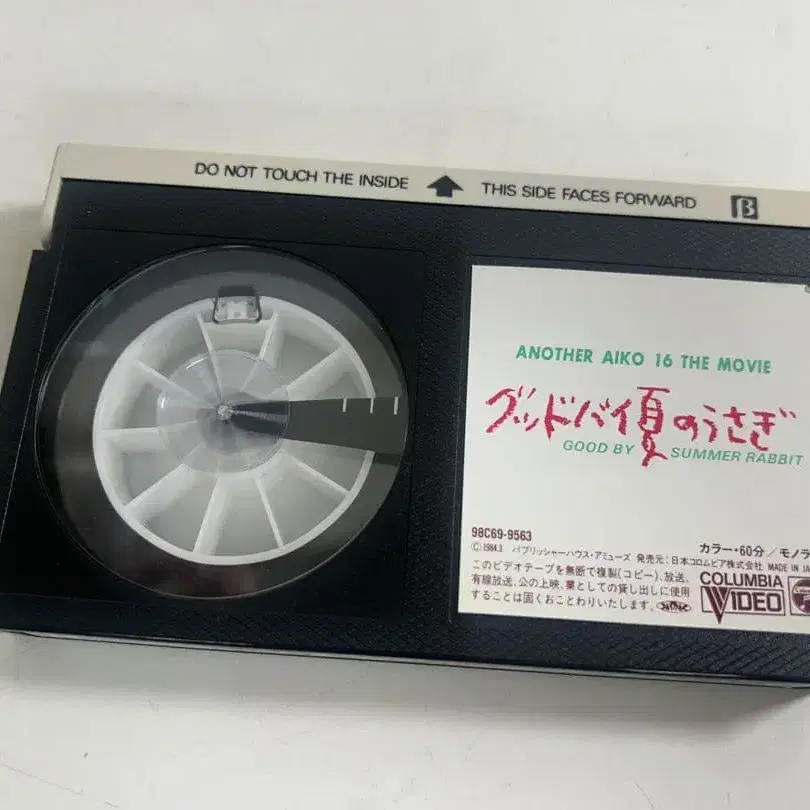 DO NOT TOUCH THE INSIDE THIS SIDE FACES FORWARD β
ANOTHER AIKO 16 THE MOVIE
グッドバイ夏のうさぎ
GOOD BY SUMMER RABBIT
98C69-9563
カラー・60分/モノラ
Ⓒ1984.3 パブリッシャーハウス・アミューズ 発売元:日本コロムビア株式会社 MADE IN JA
このビデオテープを無断で複製(コピー)、放送、
有線放送、公の上映、業としての貸し出しに使用
することは固くおことわりいたします。
COLUMBIA
VIDEO